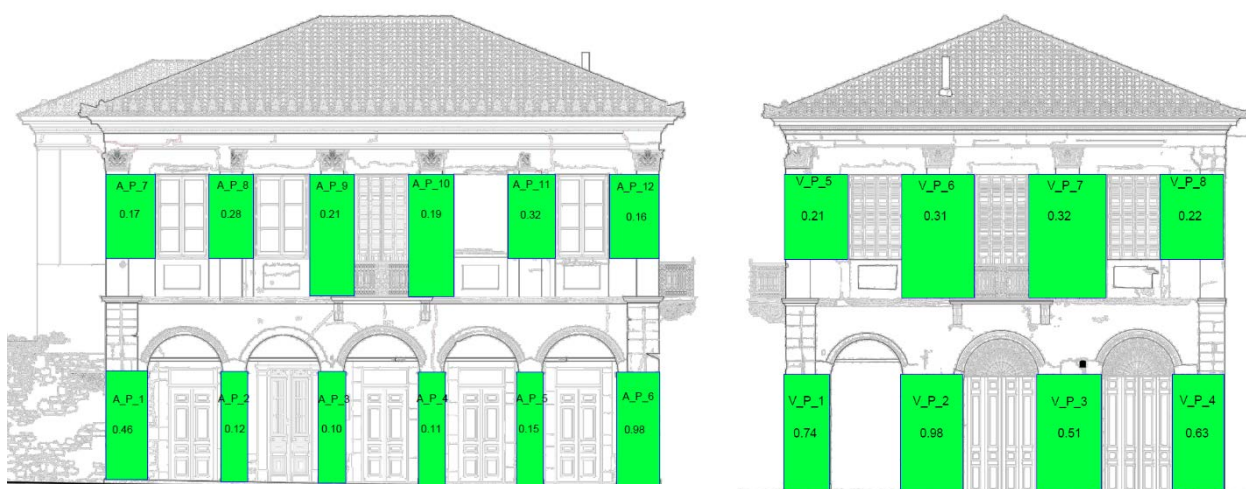 A_P_7 A_P_8 A_P_9 A_P_10 A_P_11 A_P_12
0.17 0.28 0.21 0.19 0.32 0.16
A_P_1 A_P_2 A_P_3 A_P_4 A_P_5 A_P_6
0.46 0.12 0.10 0.11 0.15 0.98
V_P_5 V_P_6 V_P_7 V_P_8
0.21 0.31 0.32 0.22
V_P_1 V_P_2 V_P_3 V_P_4
0.74 0.98 0.51 0.63